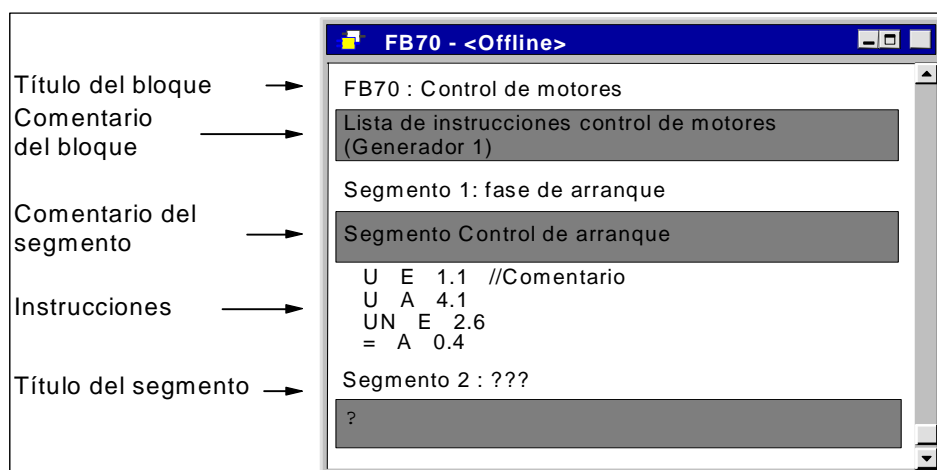 FB70 - <Offline>
Título del bloque
FB70 : Control de motores
Comentario
del bloque
Lista de instrucciones control de motores
(Generador 1)
Segmento 1: fase de arranque
Comentario del
segmento
Segmento Control de arranque
Instrucciones
U E 1.1 //Comentario
U A 4.1
UN E 2.6
= A 0.4
Título del segmento
Segmento 2 : ???
?